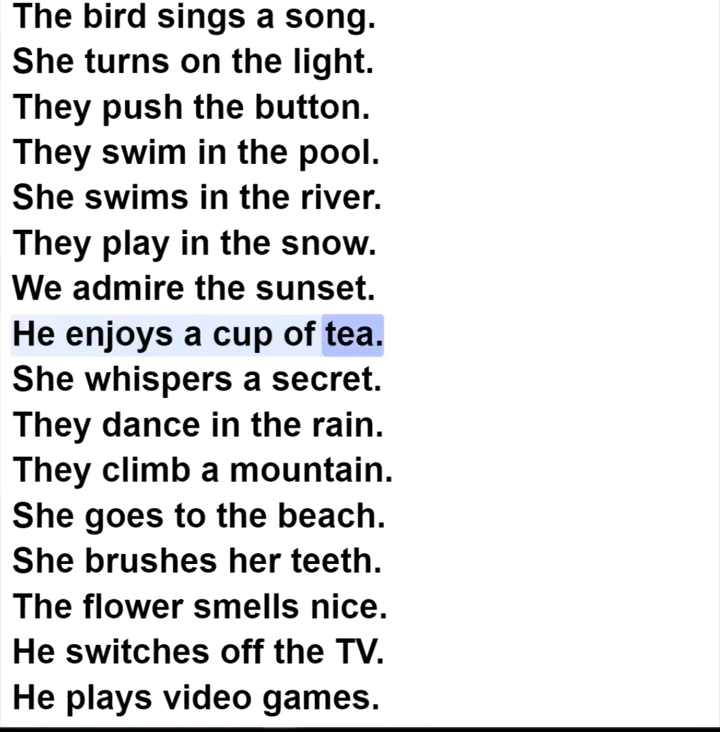 The bird sings a song.
She turns on the light.
They push the button.
They swim in the pool.
She swims in the river.
They play in the snow.
We admire the sunset.
He enjoys a cup of tea.
She whispers a secret.
They dance in the rain.
They climb a mountain.
She goes to the beach.
She brushes her teeth.
The flower smells nice.
He switches off the TV.
He plays video games.